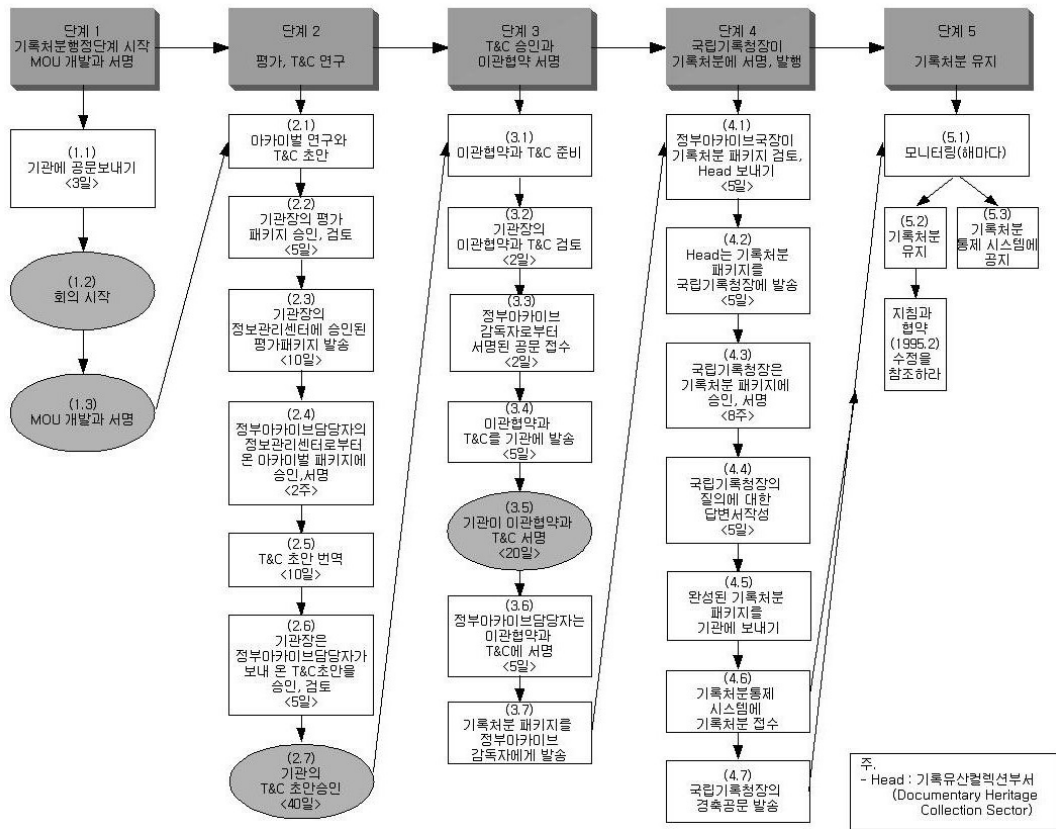 단계 1
기록처분행정단계 시작
MOU 개발과 서명
단계 2
평가, T&C 연구
단계 3
T&C 승인과
이관협약 서명
단계 4
국립기록청장이
기록처분에 서명, 발행
단계 5
기록처분 유지
(1.1)
기관에 공문보내기
<3일>
(1.2)
회의 시작
(1.3)
MOU 개발과 서명
(2.1)
아카이벌 연구와
T&C 초안
(2.2)
기관장의 평가
패키지 승인, 검토
<5일>
(2.3)
기관장의
정보관리센터에 승인된
평가패키지 발송
<10일>
(2.4)
정부아카이브담당자의
정보관리센터로부터
온 아카이벌 패키지에
승인,서명
<2주>
(2.5)
T&C 초안 번역
<10일>
(2.6)
기관장은
정부아카이브담당자가
보내 온 T&C초안을
승인, 검토
<5일>
(2.7)
기관의
T&C 초안승인
<40일>
(3.1)
이관협약과 T&C 준비
(3.2)
기관장의
이관협약과 T&C 검토
<2일>
(3.3)
정부아카이브
감독자로부터
서명된 공문 접수
<2일>
(3.4)
이관협약과
T&C를 기관에 발송
<5일>
(3.5)
기관이 이관협약과
T&C 서명
<20일>
(3.6)
정부아카이브담당자는
이관협약과
T&C에 서명
<5일>
(3.7)
기록처분 패키지를
정부아카이브
감독자에게 발송
(4.1)
정부아카이브국장이
기록처분 패키지 검토,
Head 보내기
<5일>
(4.2)
Head는 기록처분
패키지를
국립기록청장에 발송
<5일>
(4.3)
국립기록청장은
기록처분 패키지에
승인, 서명
<8주>
(4.4)
국립기록청장의
질의에 대한
답변서작성
<5일>
(4.5)
완성된 기록처분
패키지를
기관에 보내기
(4.6)
기록처분통제
시스템에
기록처분 접수
(4.7)
국립기록청장의
경축공문 발송
(5.1)
모니터링(해마다)
(5.2)
기록처분
유지
(5.3)
기록처분
통제 시스템에
공지
지침과
협약
(1995.2)
수정을
참조하라
주.
- Head : 기록유산컬렉션부서
(Documentary Heritage
Collection Sector)